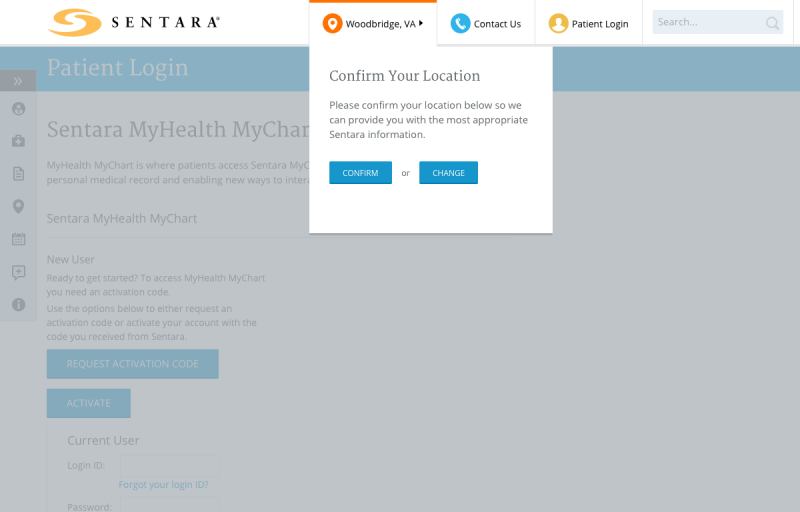 SENTARA®
Woodbridge, VA
Contact Us
Patient Login
Search...
Patient Login
Confirm Your Location
Please confirm your location below so we
can provide you with the most appropriate
Sentara information.
CONFIRM or CHANGE
Sentara MyHealth MyChar
MyHealth MyChart is where patients access Sentara MyC
personal medical record and enabling new ways to intera
Sentara MyHealth MyChart
New User
Ready to get started? To access MyHealth MyChart
you need an activation code.
Use the options below to either request an
activation code or activate your account with the
code you received from Sentara.
REQUEST ACTIVATION CODE
ACTIVATE
Current User
Login ID:
Forgot your login ID?
Password: